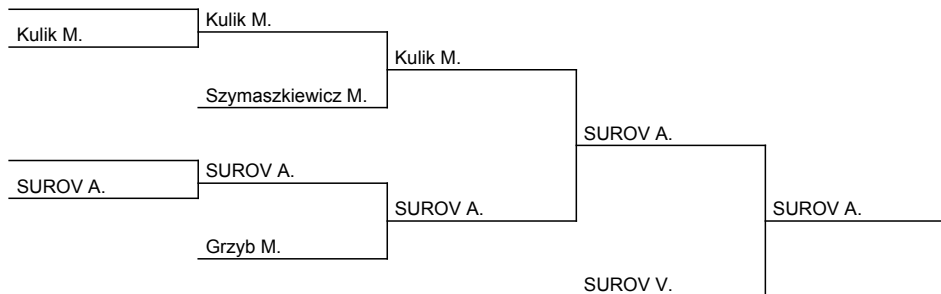 Kulik M.
Kulik M.
Kulik M.
Szymaszkiewicz M.
SUROV A.
SUROV A.
SUROV A.
SUROV A.
SUROV A.
Grzyb M.
SUROV V.